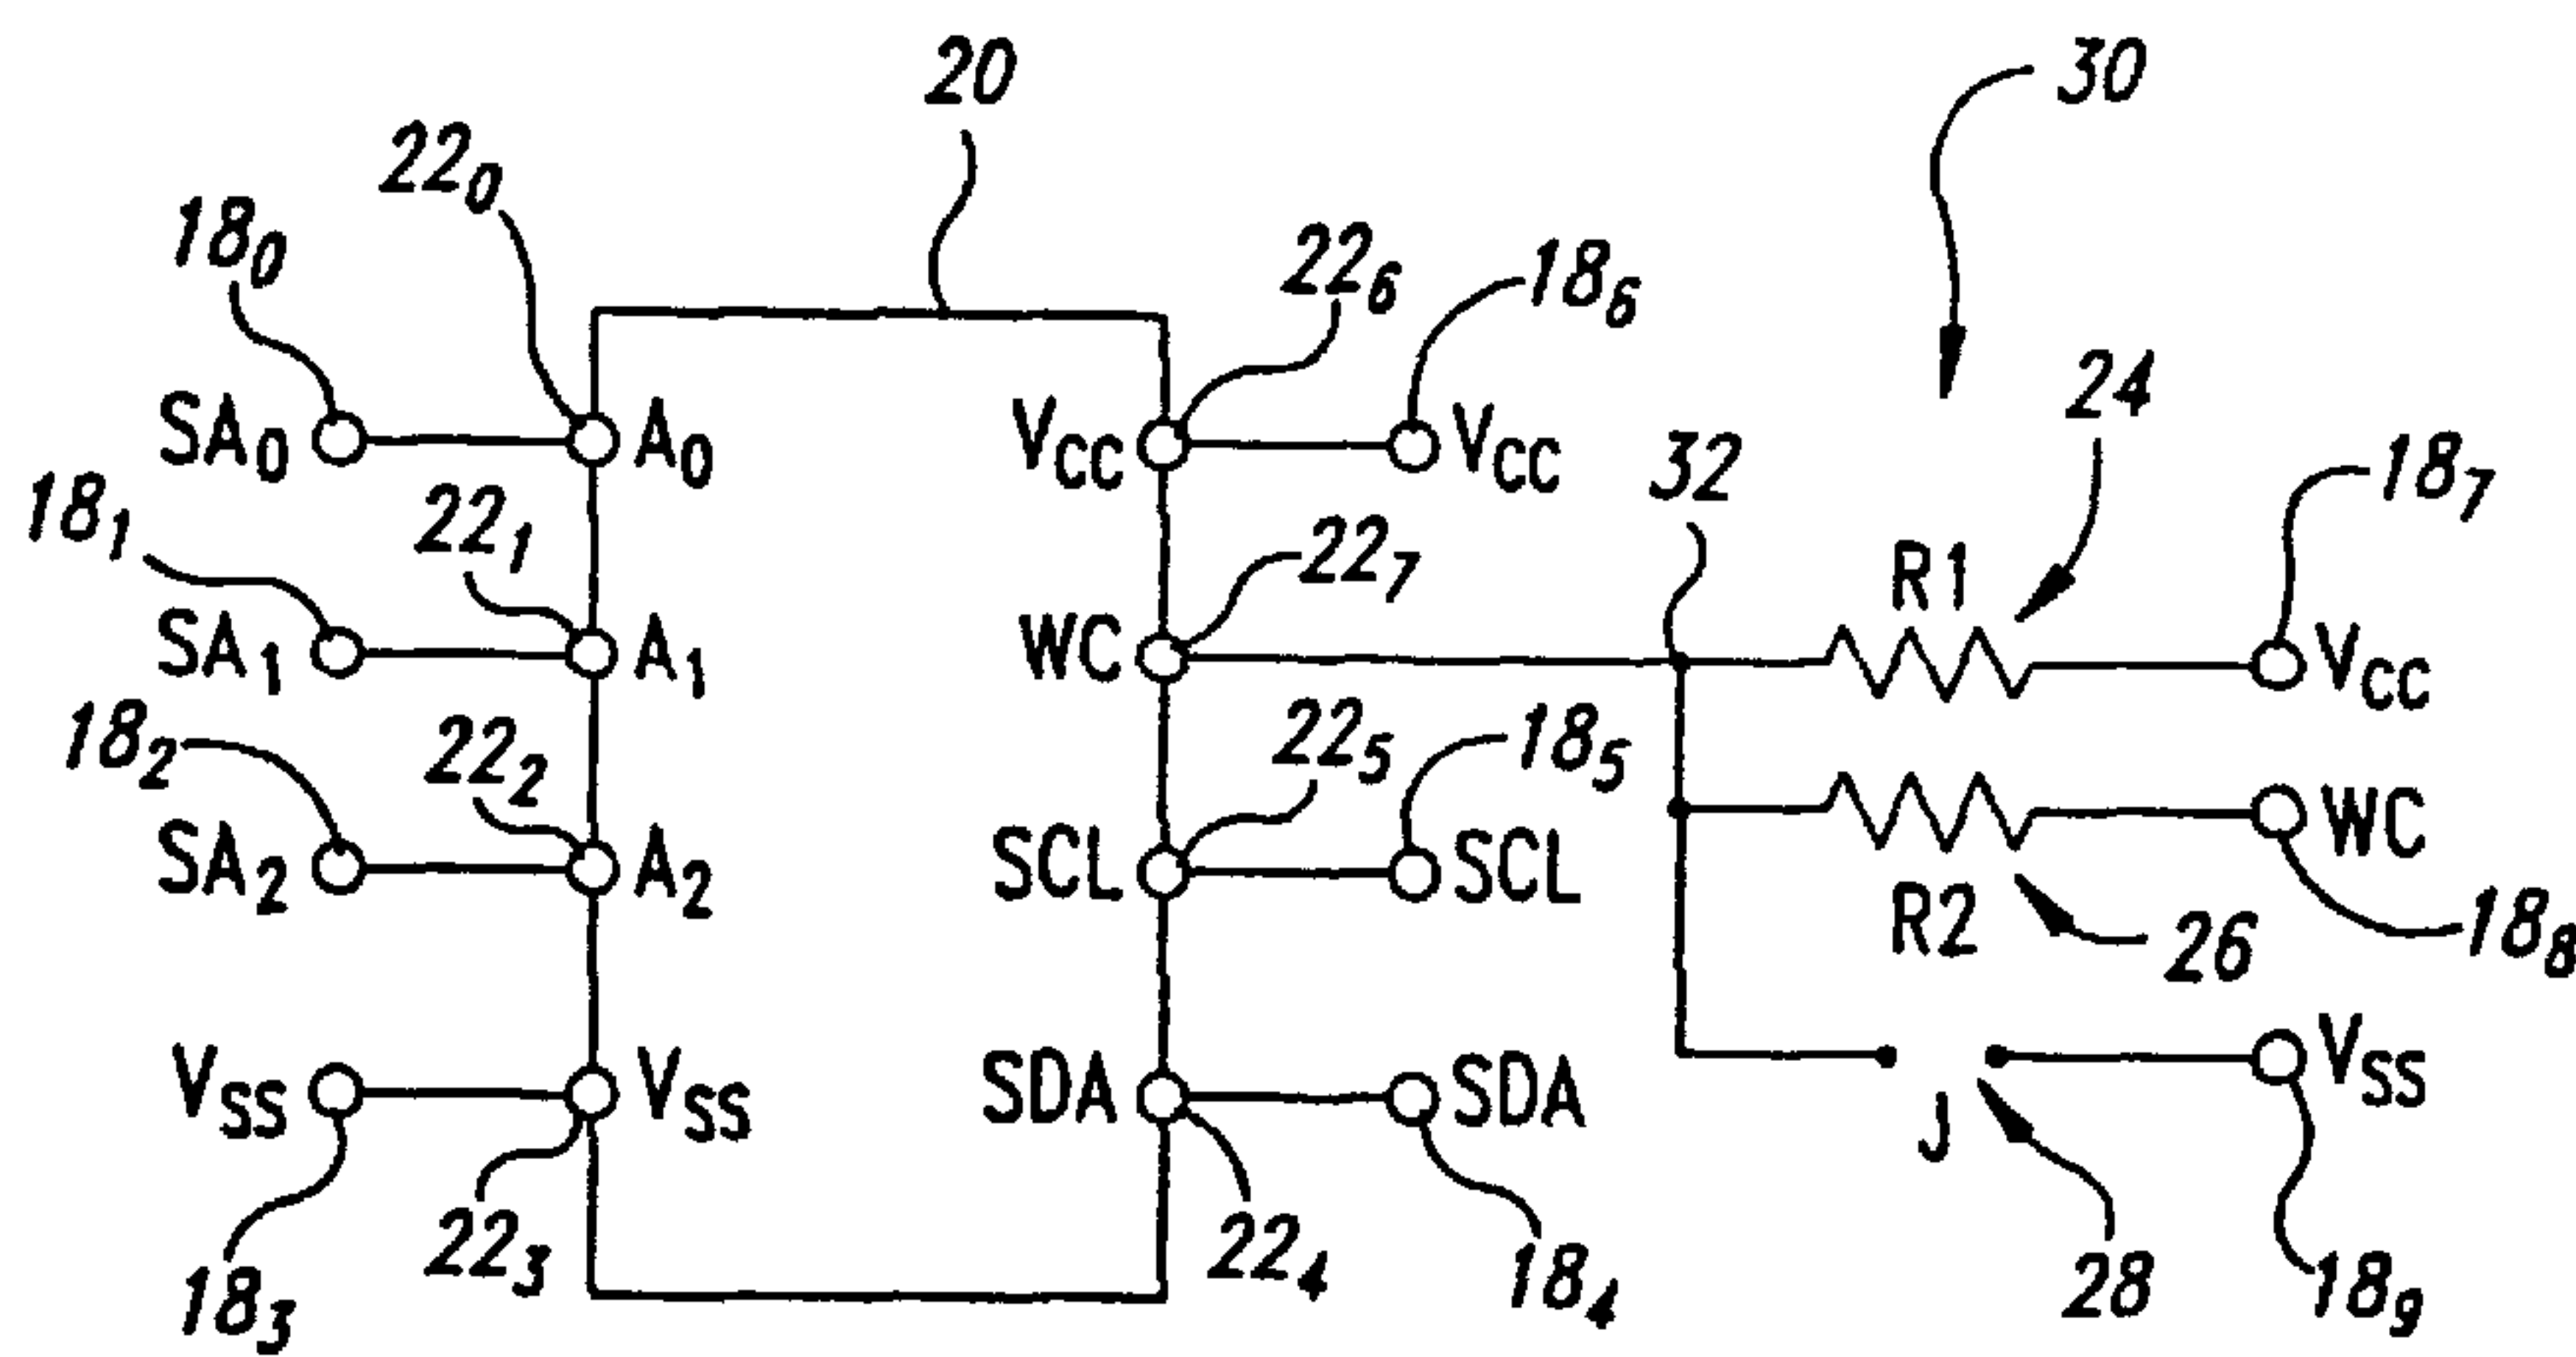 20
30
22₀
18₀
22₆
18₆
24
SA₀
A₀
V_CC
V_CC
32
18₇
18₁
22₁
22₇
R1
SA₁
A₁
WC
V_CC
18₂
22₂
22₅
18₅
WC
SA₂
A₂
SCL
SCL
R2
26
18₈
V_SS
V_SS
SDA
SDA
J
V_SS
18₃
22₃
22₄
18₄
28
18₉